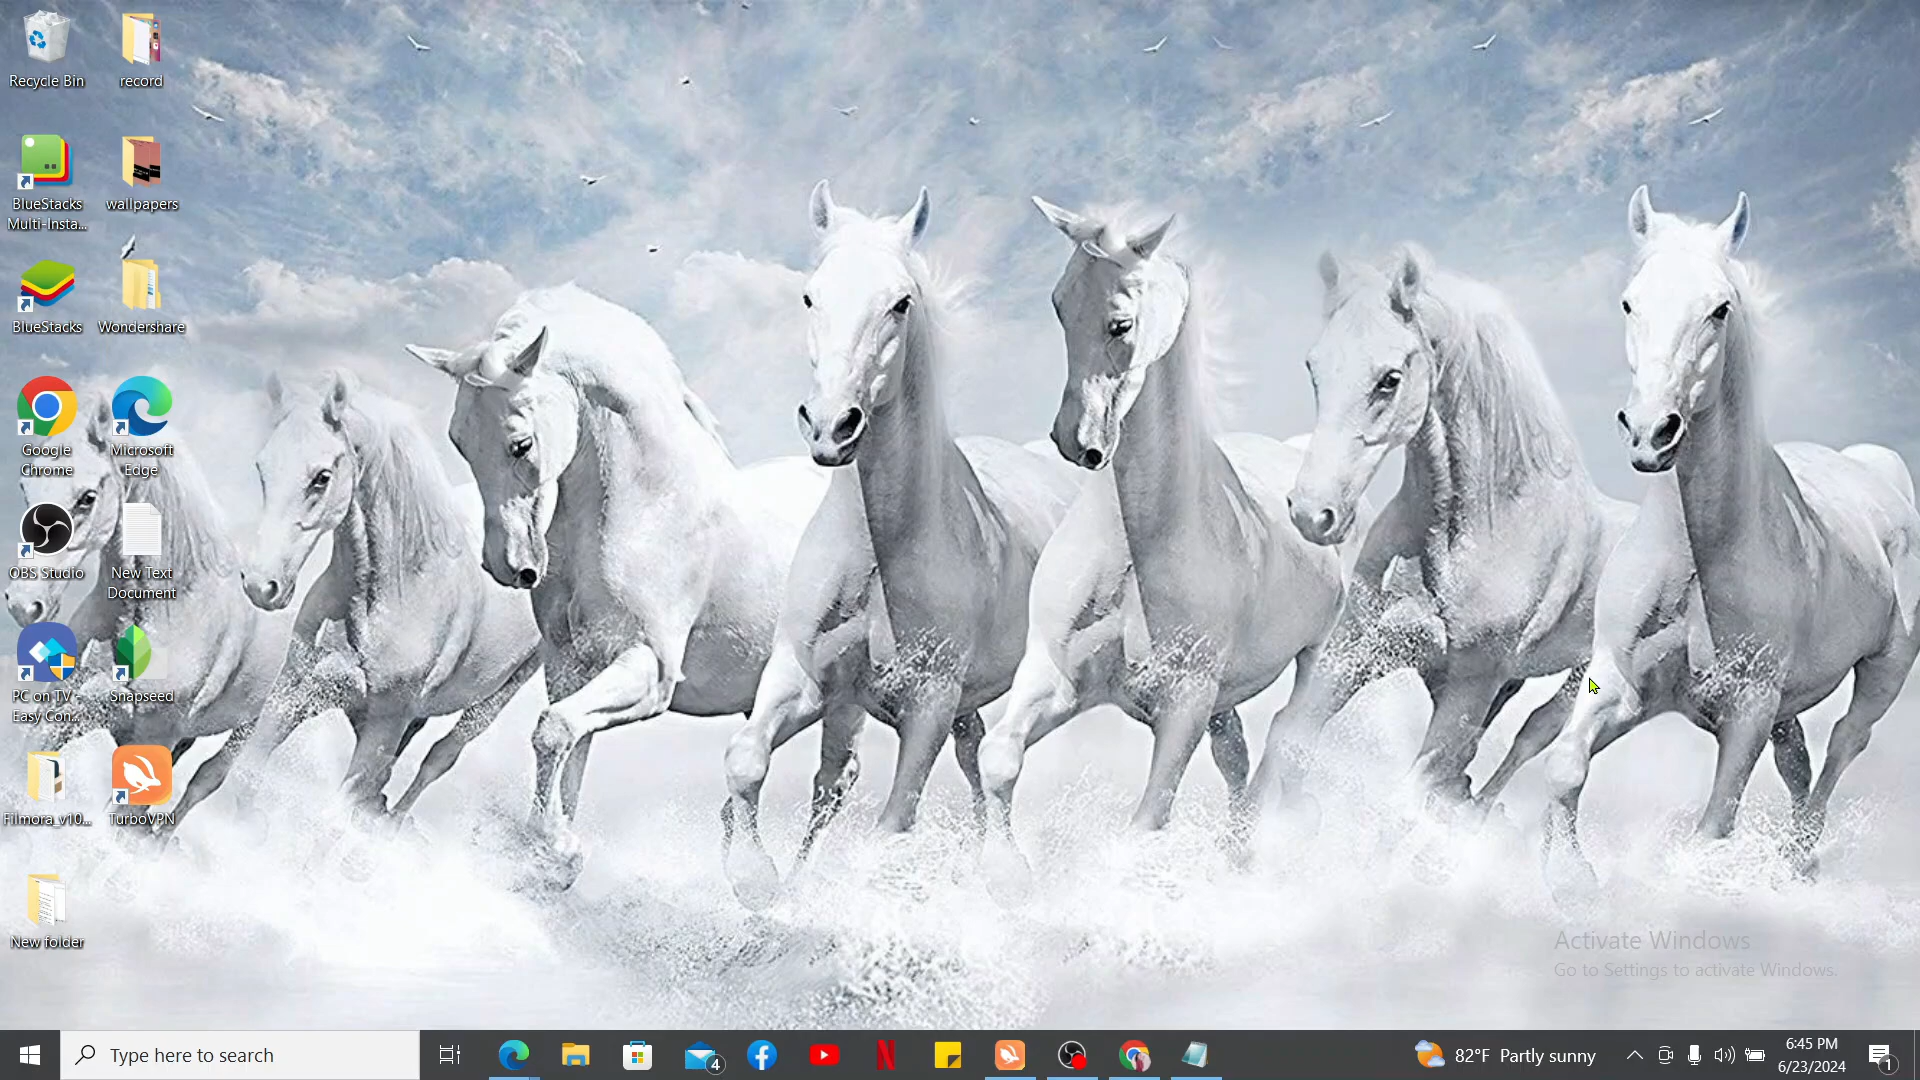 Recycle Bin
record
BlueStacks
Multi-Insta...
wallpapers
BlueStacks
Wondershare
Google
Chrome
Microsoft
Edge
OBS Studio
New Text
Document
PC on TV -
Easy Con...
Snapseed
Filmora_v10...
TurboVPN
New folder
Activate Windows
Go to Settings to activate Windows.
Type here to search
4
N
82°F Partly sunny
6:45 PM
6/23/2024
1